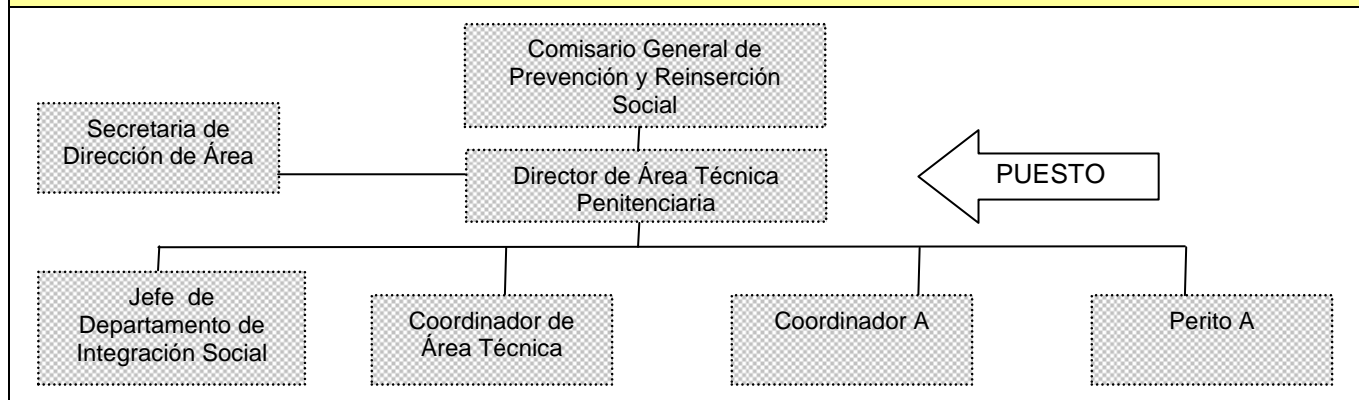 Comisario General de
Prevención y Reinserción
Social
Secretaria de
Dirección de Área
Director de Área Técnica
Penitenciaria
PUESTO
Jefe de
Departamento de
Integración Social
Coordinador de
Área Técnica
Coordinador A
Perito A